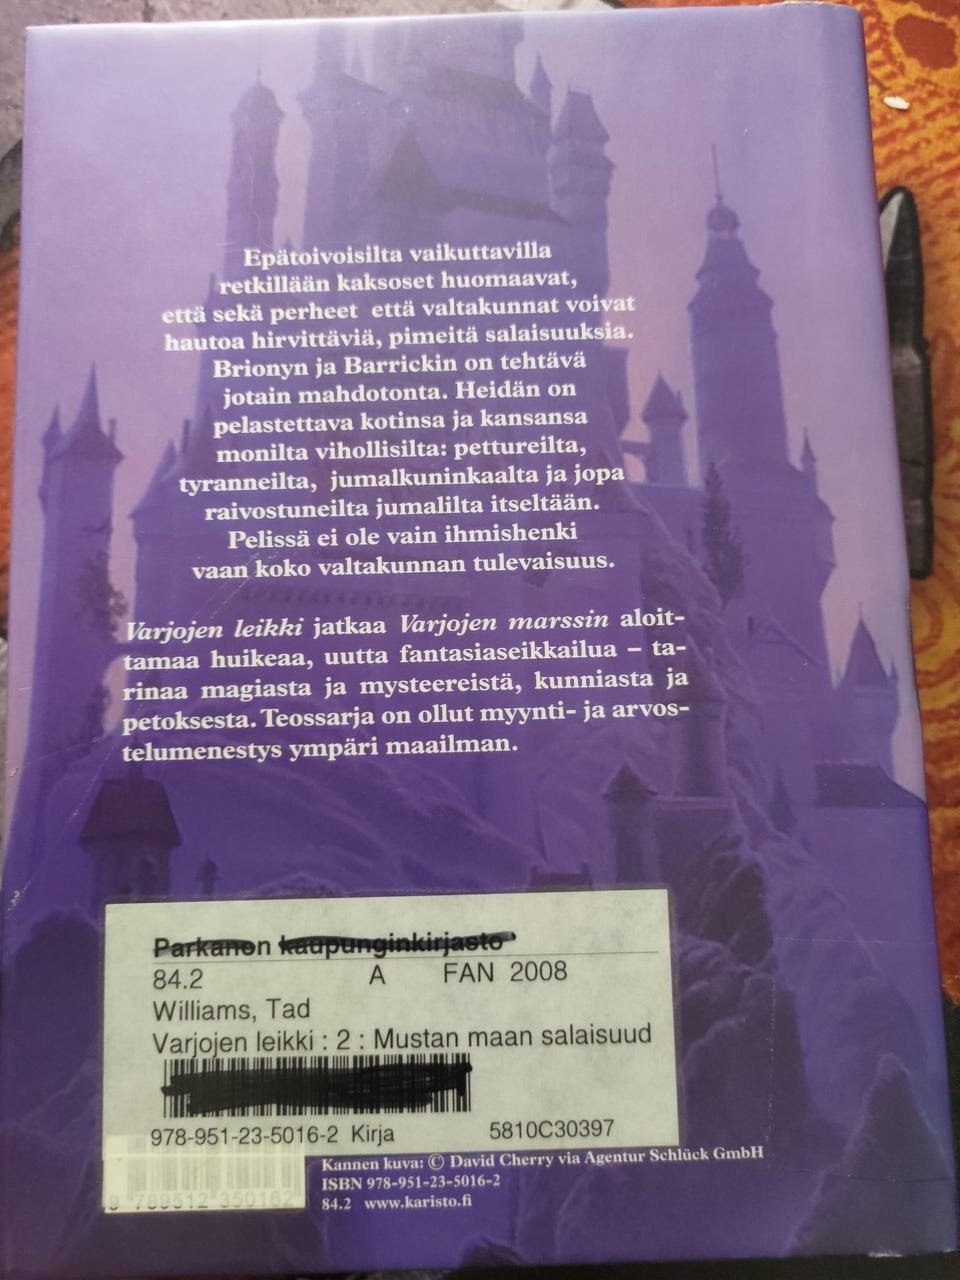 Epätoivoisilta vaikuttavilla
retkillään kaksoset huomaavat,
että sekä perheet että valtakunnat voivat
hautoa hirvittäviä, pimeitä salaisuuksia.
Brionyn ja Barrickin on tehtävä
jotain mahdotonta. Heidän on
pelastettava kotinsa ja kansansa
monilta vihollisilta: pettureilta,
tyranneilta, jumalkuninkaalta ja jopa
raivostuneilta jumalilta itseltään.
Pelissä ei ole vain ihmishenki
vaan koko valtakunnan tulevaisuus.
Varjojen leikki jatkaa Varjojen marssin aloit-
tamaa huikeaa, uutta fantasiaseikkailua – ta-
rinaa magiasta ja mysteereistä, kunniasta ja
petoksesta. Teossarja on ollut myynti- ja arvos-
telumenestys ympäri maailman.
Parkanon kaupunginkirjasto
84.2 A FAN 2008
Williams, Tad
Varjojen leikki : 2 : Mustan maan salaisuud
978-951-23-5016-2 Kirja 5810C30397
Kannen kuva: © David Cherry via Agentur Schlück GmbH
ISBN 978-951-23-5016-2
84.2 www.karisto.fi
9 789512 350162